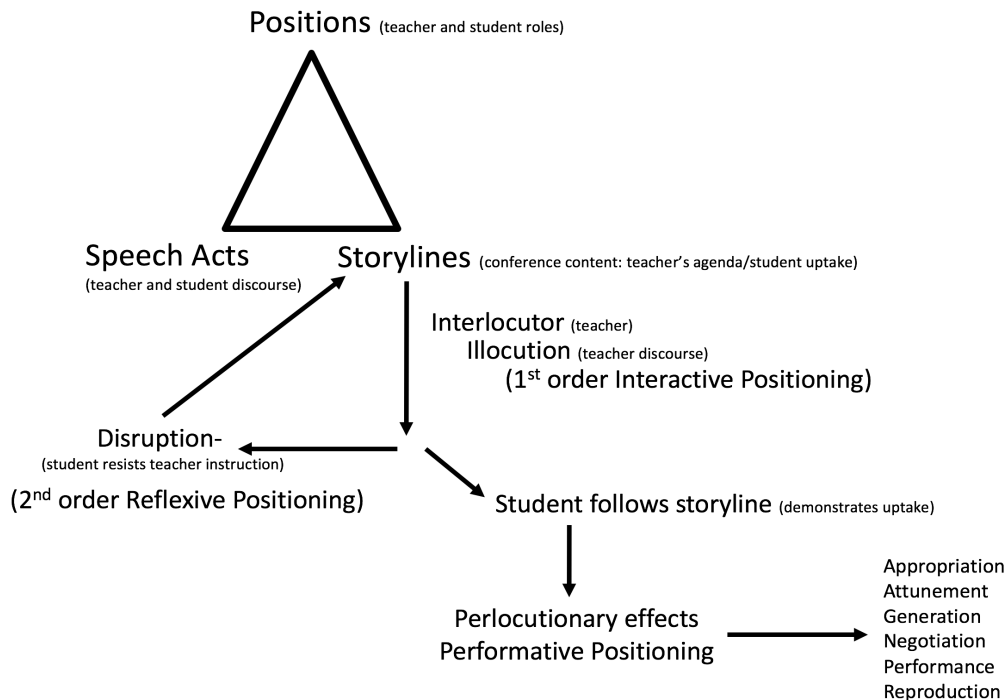 Positions (teacher and student roles)
Speech Acts
(teacher and student discourse)
Storylines (conference content: teacher’s agenda/student uptake)
Interlocutor (teacher)
Illocution (teacher discourse)
(1st order Interactive Positioning)
Disruption-
(student resists teacher instruction)
(2nd order Reflexive Positioning)
Student follows storyline (demonstrates uptake)
Perlocutionary effects
Performative Positioning
Appropriation
Attunement
Generation
Negotiation
Performance
Reproduction